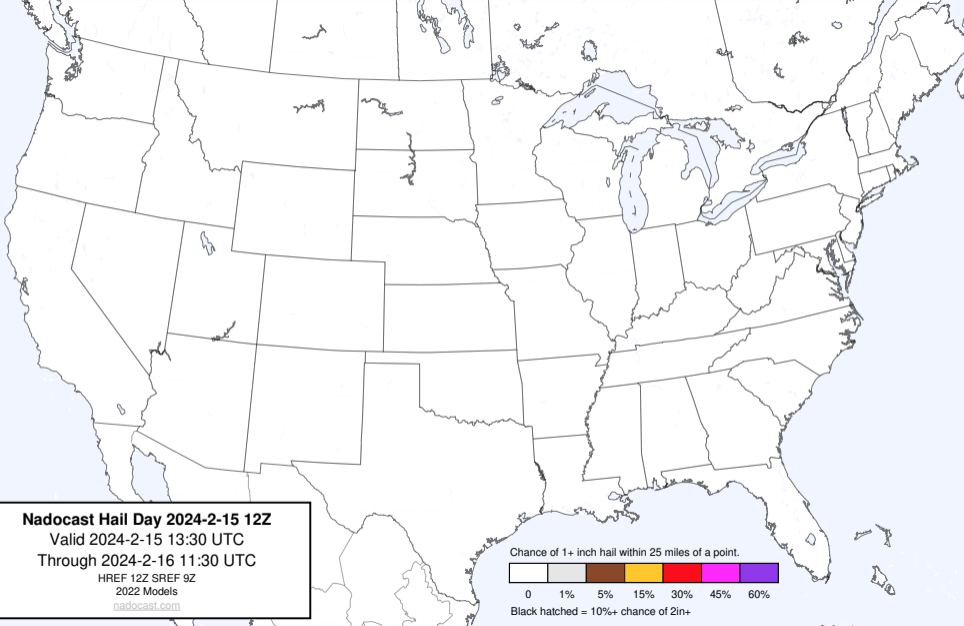 Nadocast Hail Day 2024-2-15 12Z
Valid 2024-2-15 13:30 UTC
Through 2024-2-16 11:30 UTC
HREF 12Z SREF 9Z
2022 Models
nadocast.com
Chance of 1+ inch hail within 25 miles of a point.
0 1% 5% 15% 30% 45% 60%
Black hatched = 10%+ chance of 2in+